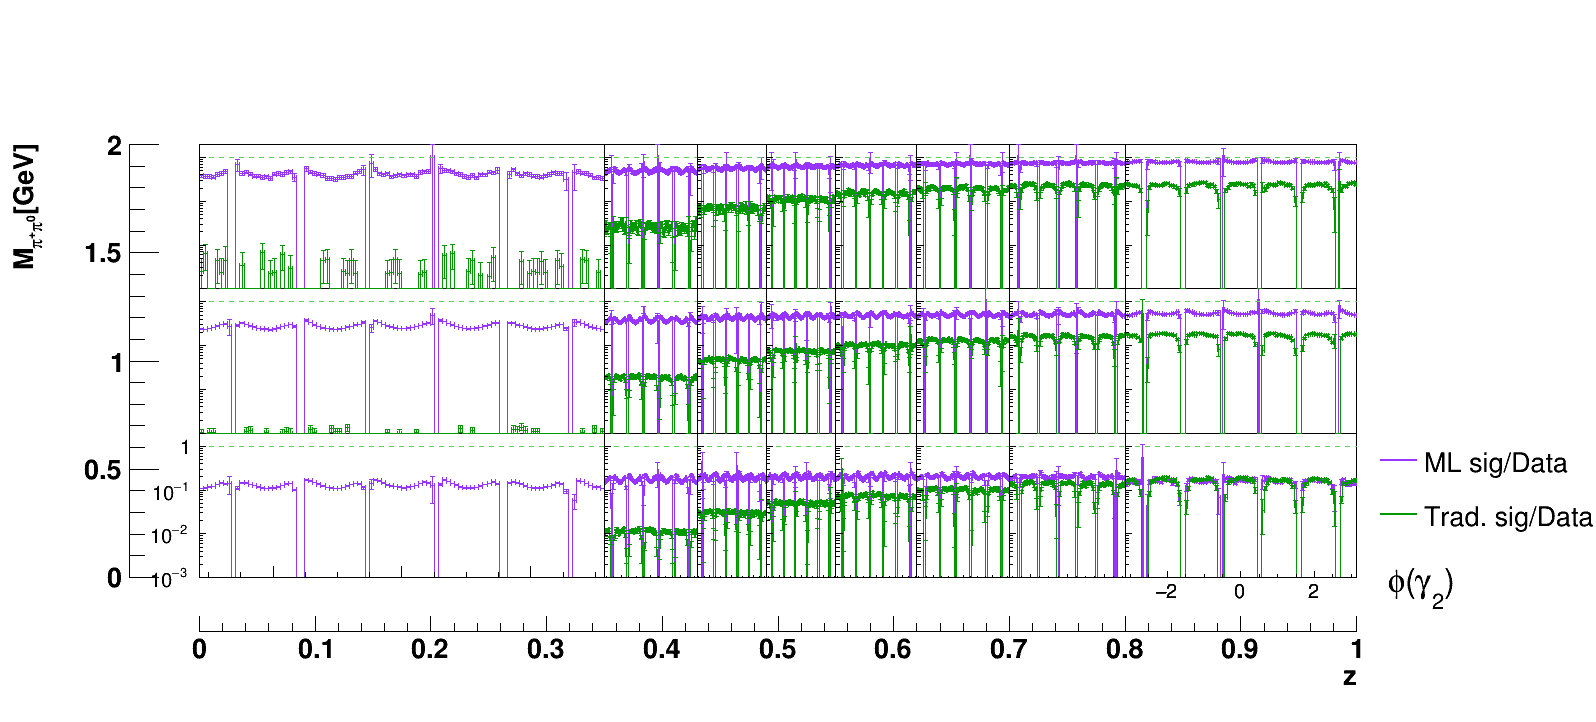 M_{π⁺π⁰}[GeV]
2
1.5
1
0.5
0
1
10⁻¹
10⁻²
10⁻³
ML sig/Data
Trad. sig/Data
−2 0 2
ϕ(γ₂)
0 0.1 0.2 0.3 0.4 0.5 0.6 0.7 0.8 0.9 1
z